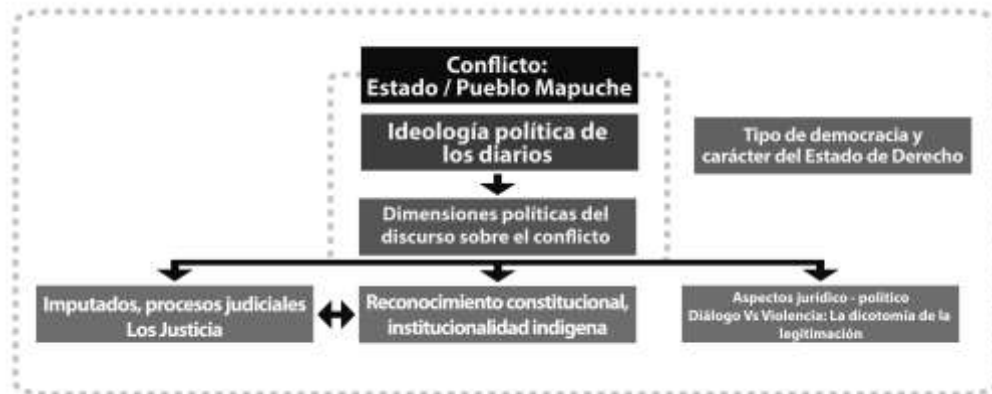 Conflicto:
Estado / Pueblo Mapuche
Ideología política de
los diarios
Tipo de democracia y
carácter del Estado de Derecho
Dimensiones políticas del
discurso sobre el conflicto
Imputados, procesos judiciales
Los Justicia
Reconocimiento constitucional,
institucionalidad indigena
Aspectos jurídico - político
Diálogo Vs Violencia: La dicotomía de la
legitimación